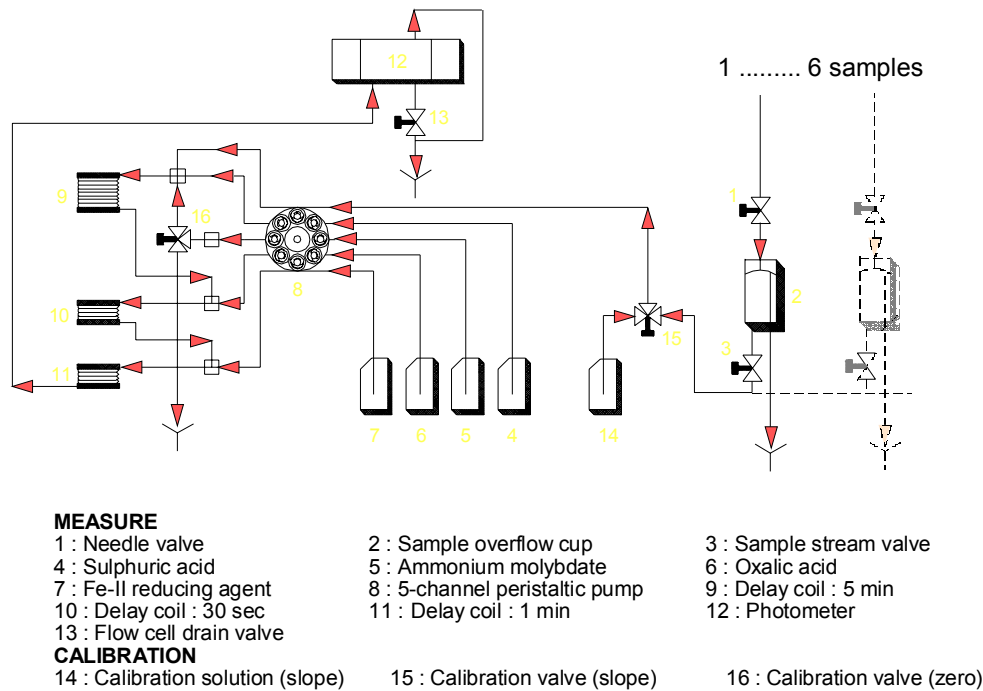 12
1 ......... 6 samples
13
9
1
16
8
2
10
15
3
11
7
6
5
4
14
MEASURE
1 : Needle valve
2 : Sample overflow cup
3 : Sample stream valve
4 : Sulphuric acid
5 : Ammonium molybdate
6 : Oxalic acid
7 : Fe-II reducing agent
8 : 5-channel peristaltic pump
9 : Delay coil : 5 min
10 : Delay coil : 30 sec
11 : Delay coil : 1 min
12 : Photometer
13 : Flow cell drain valve
CALIBRATION
14 : Calibration solution (slope)
15 : Calibration valve (slope)
16 : Calibration valve (zero)